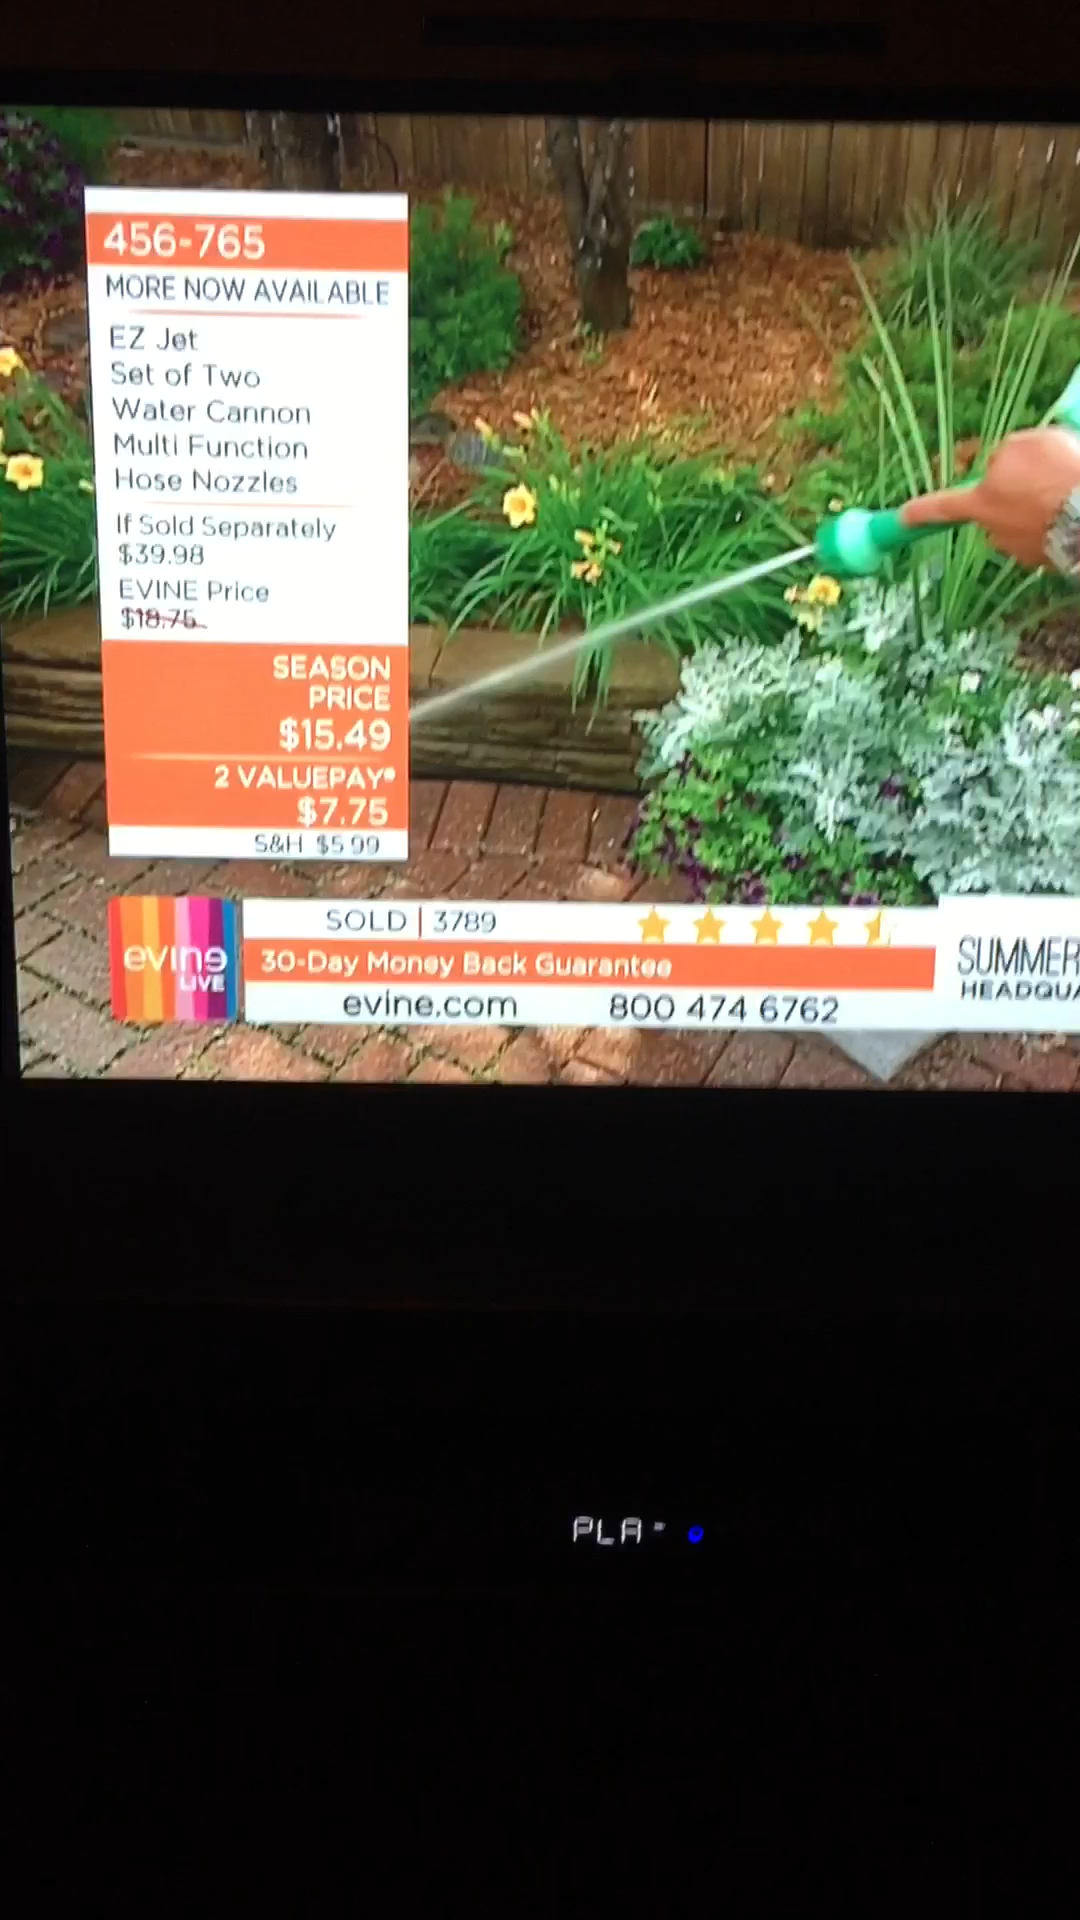 456-765
MORE NOW AVAILABLE
EZ Jet
Set of Two
Water Cannon
Multi Function
Hose Nozzles
If Sold Separately
$39.98
EVINE Price
$18.75
SEASON
PRICE
$15.49
2 VALUEPAY®
$7.75
S&H $5.99
evine
LIVE
SOLD | 3789
30-Day Money Back Guarantee
evine.com 800 474 6762
SUMMER
HEADQUA
PLA